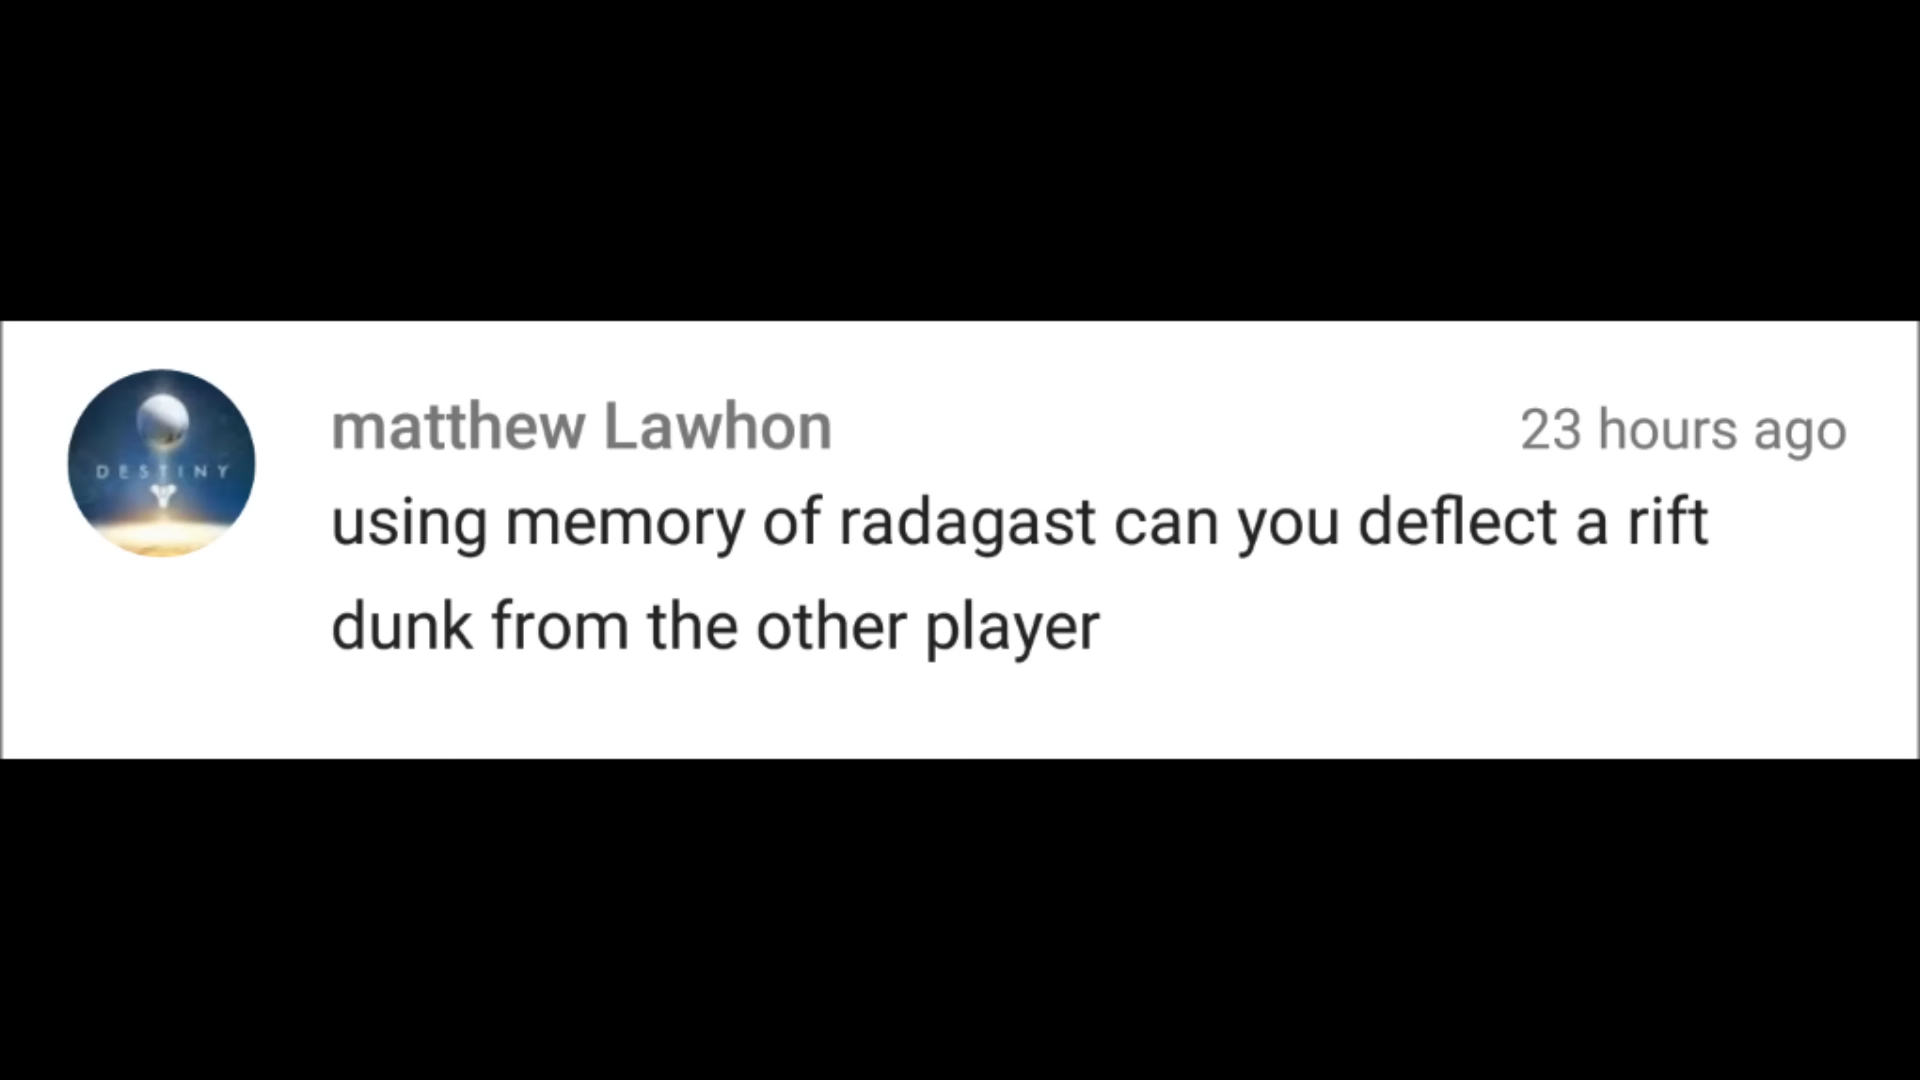 DESTINY
matthew Lawhon 23 hours ago
using memory of radagast can you deflect a rift
dunk from the other player